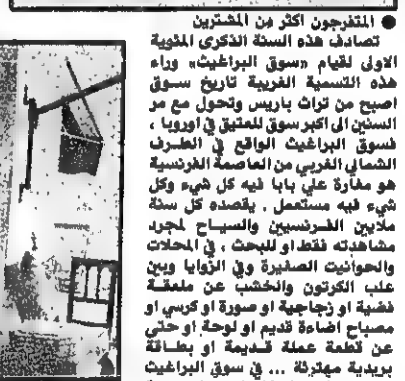 ● المتفرجون اكثر من المشترين
تصادف هذه السنة الذكرى المئوية
الاولى لقيام «سوق البراغيث» وراء
هذه التسمية الغريبة تاريخ سوق
اصبح من تراث باريس وتحول مع مر
السنين الى اكبر سوق للعتيق في اوروبا ،
فسوق البراغيث الواقع في الطرف
الشمالي الغربي من العاصمة الفرنسية
هو مغارة علي بابا فيه كل شيء وكل
شيء فيه مستعمل . يقصده كل سنة
ملايين الفرنسيين والسياح لمجرد
مشاهدته فقط او للبحث ، في المحلات
والحوانيت الصغيرة وفي الزوايا وبين
علب الكرتون والخشب عن ملعقة
فضية او زجاجية او صورة او كرسي او
مصباح اضاءة قديم او لوحة او حتى
عن قطعة عملة قديمة او بطاقة
بريدية مهترئة ... في سوق البراغيث